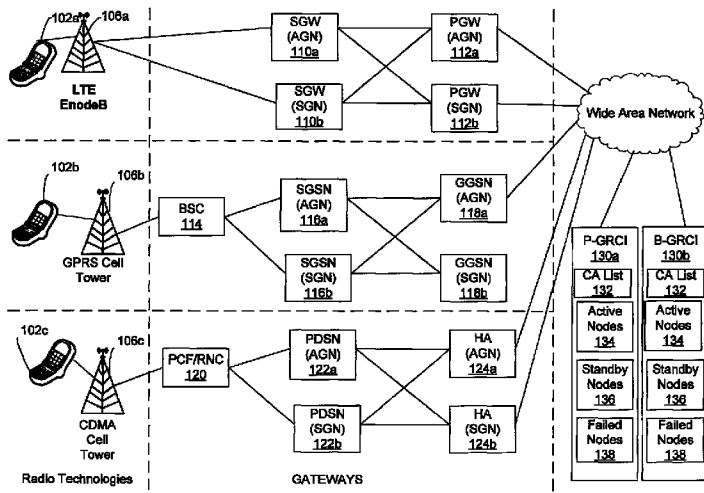 102a
106a
LTE
EnodeB
SGW
(AGN)
110a
PGW
(AGN)
112a
SGW
(SGN)
110b
PGW
(SGN)
112b
Wide Area Network
102b
106b
GPRS Cell
Tower
BSC
114
SGSN
(AGN)
116a
GGSN
(AGN)
118a
SGSN
(SGN)
116b
GGSN
(SGN)
118b
102c
106c
CDMA
Cell
Tower
PCF/RNC
120
PDSN
(AGN)
122a
HA
(AGN)
124a
PDSN
(SGN)
122b
HA
(SGN)
124b
P-GRCI
130a
CA List
132
Active
Nodes
134
Standby
Nodes
136
Failed
Nodes
138
B-GRCI
130b
CA List
132
Active
Nodes
134
Standby
Nodes
136
Failed
Nodes
138
Radio Technologies
GATEWAYS